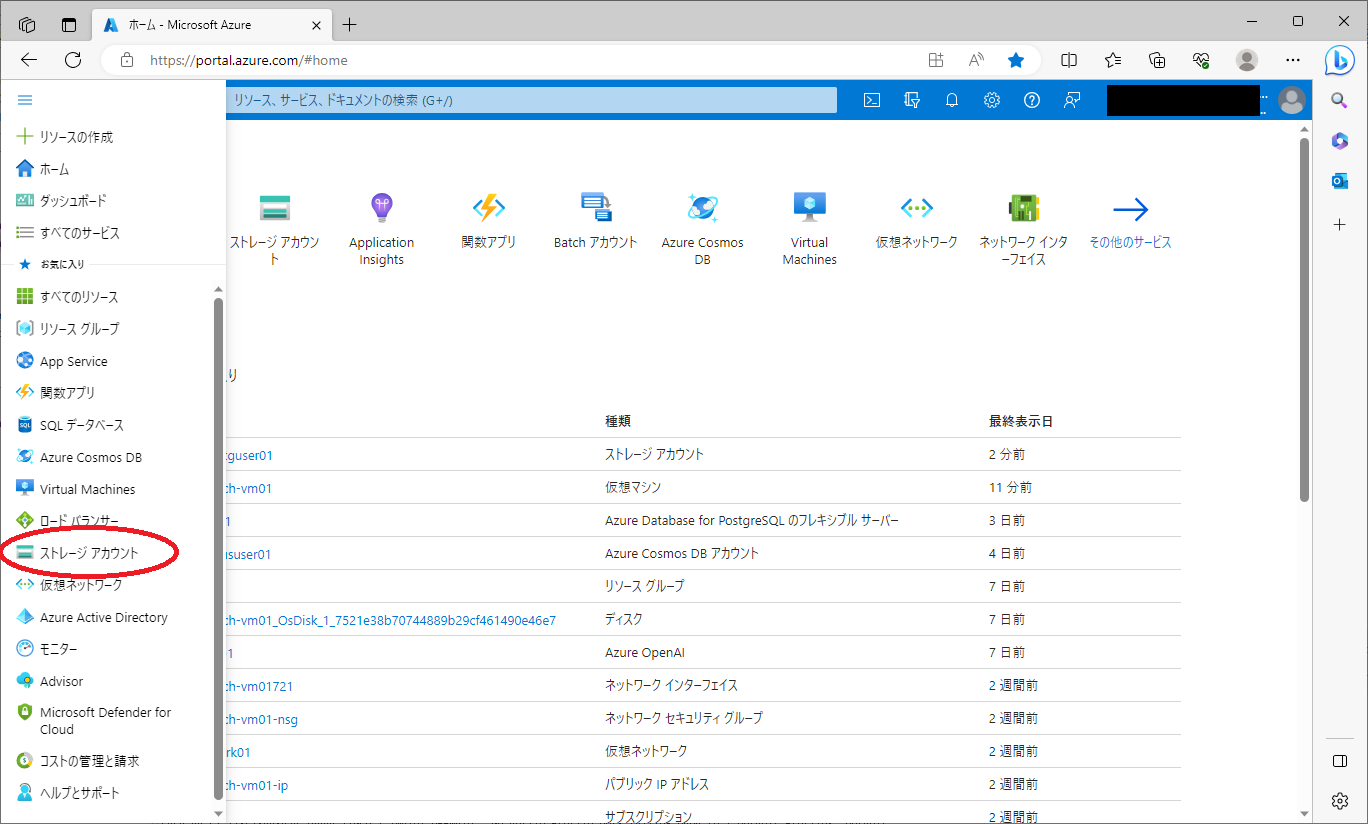 ホーム - Microsoft Azure
https://portal.azure.com/#home
リソース、サービス、ドキュメントの検索 (G+/)
リソースの作成
ホーム
ダッシュボード
すべてのサービス
お気に入り
すべてのリソース
リソース グループ
App Service
関数アプリ
SQL データベース
Azure Cosmos DB
Virtual Machines
ロード バランサー
ストレージ アカウント
仮想ネットワーク
Azure Active Directory
モニター
Advisor
Microsoft Defender for
Cloud
コストの管理と請求
ヘルプとサポート
ストレージ アカウン
ト
Application
Insights
関数アプリ
Batch アカウント
Azure Cosmos
DB
Virtual
Machines
仮想ネットワーク
ネットワーク インタ
ーフェイス
その他のサービス
り
種類 最終表示日
tguser01 ストレージ アカウント 2 分前
ch-vm01 仮想マシン 11 分前
1 Azure Database for PostgreSQL のフレキシブル サーバー 3 日前
suser01 Azure Cosmos DB アカウント 4 日前
リソース グループ 7 日前
ch-vm01_OsDisk_1_7521e38b70744889b29cf461490e46e7 ディスク 7 日前
1 Azure OpenAI 7 日前
ch-vm01721 ネットワーク インターフェイス 2 週間前
ch-vm01-nsg ネットワーク セキュリティ グループ 2 週間前
rk01 仮想ネットワーク 2 週間前
ch-vm01-ip パブリック IP アドレス 2 週間前
サブスクリプション 2 週間前